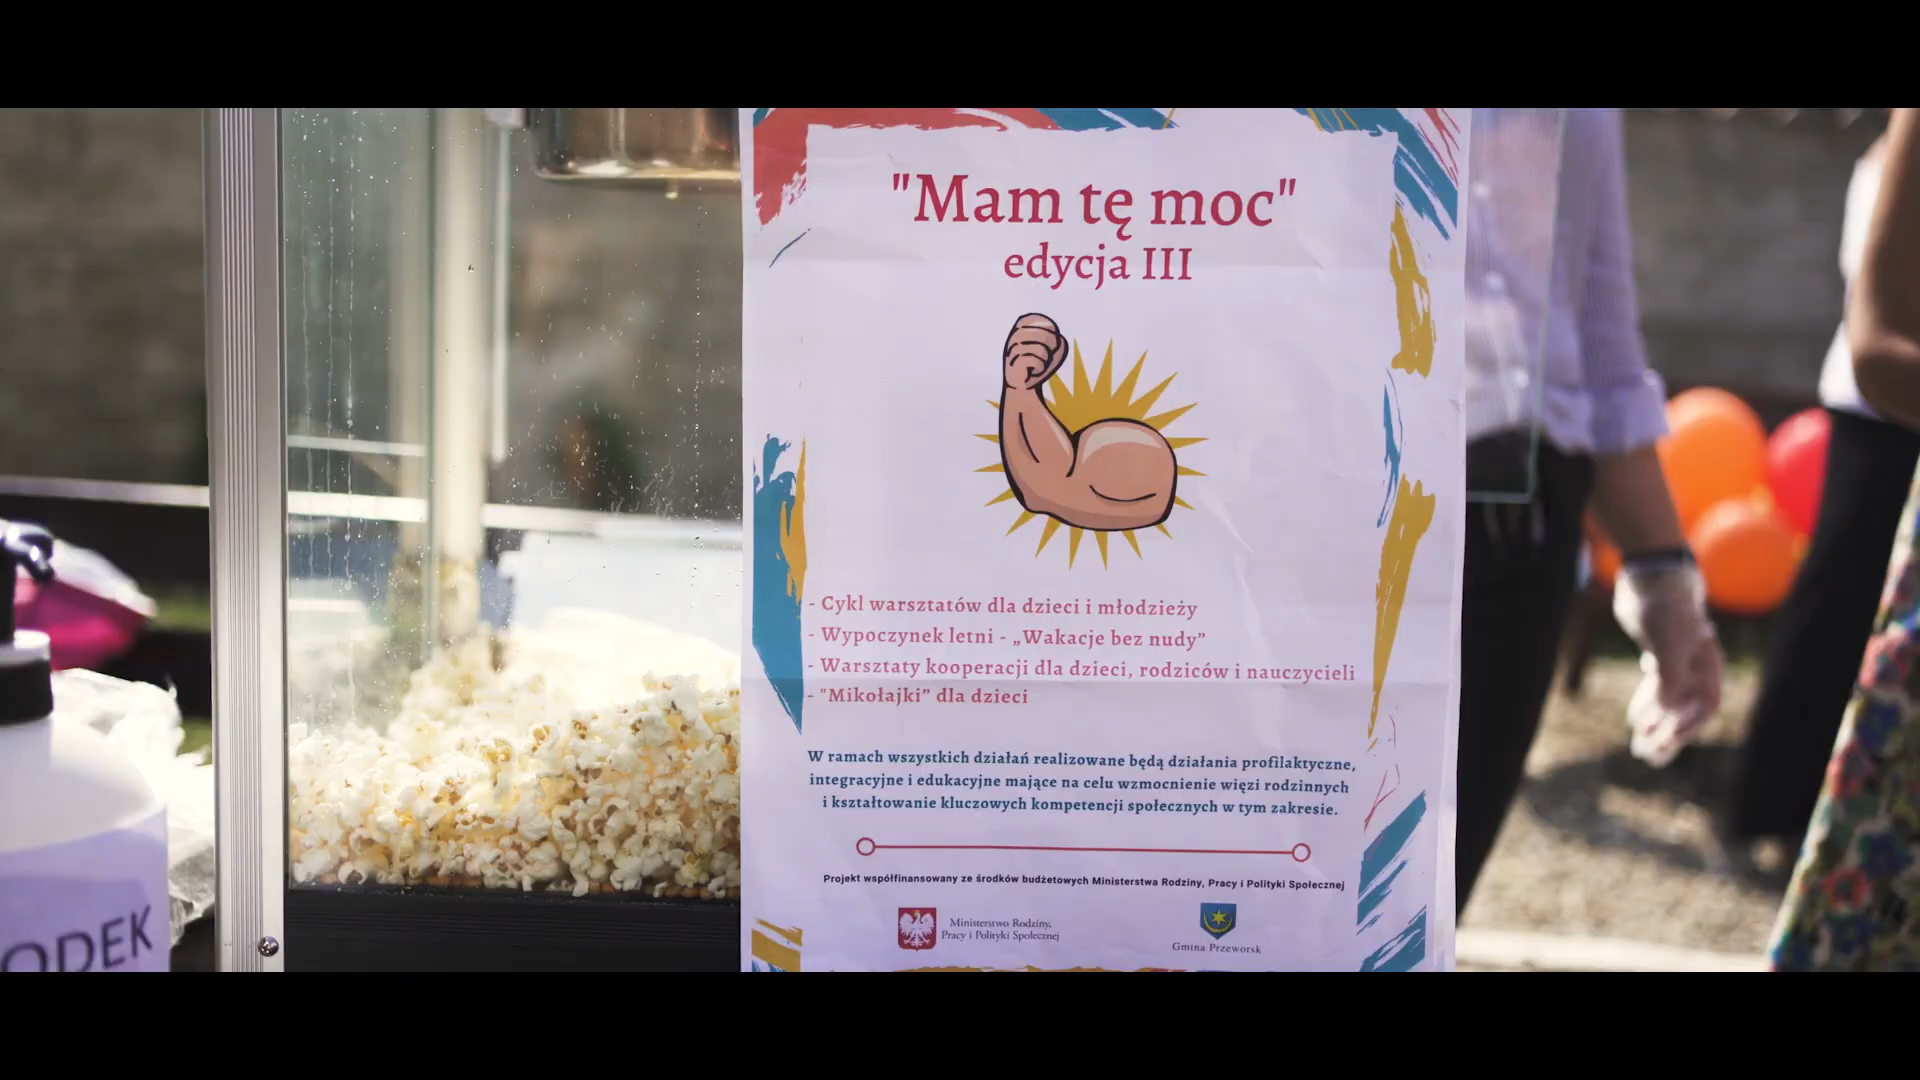 "Mam tę moc"
edycja III
- Cykl warsztatów dla dzieci i młodzieży
- Wypoczynek letni - „Wakacje bez nudy”
- Warsztaty kooperacji dla dzieci, rodziców i nauczycieli
- "Mikołajki” dla dzieci
W ramach wszystkich działań realizowane będą działania profilaktyczne,
integracyjne i edukacyjne mające na celu wzmocnienie więzi rodzinnych
i kształtowanie kluczowych kompetencji społecznych w tym zakresie.
Projekt współfinansowany ze środków budżetowych Ministerstwa Rodziny, Pracy i Polityki Społecznej
Ministerstwo Rodziny,
Pracy i Polityki Społecznej
Gmina Przeworsk
ODEK